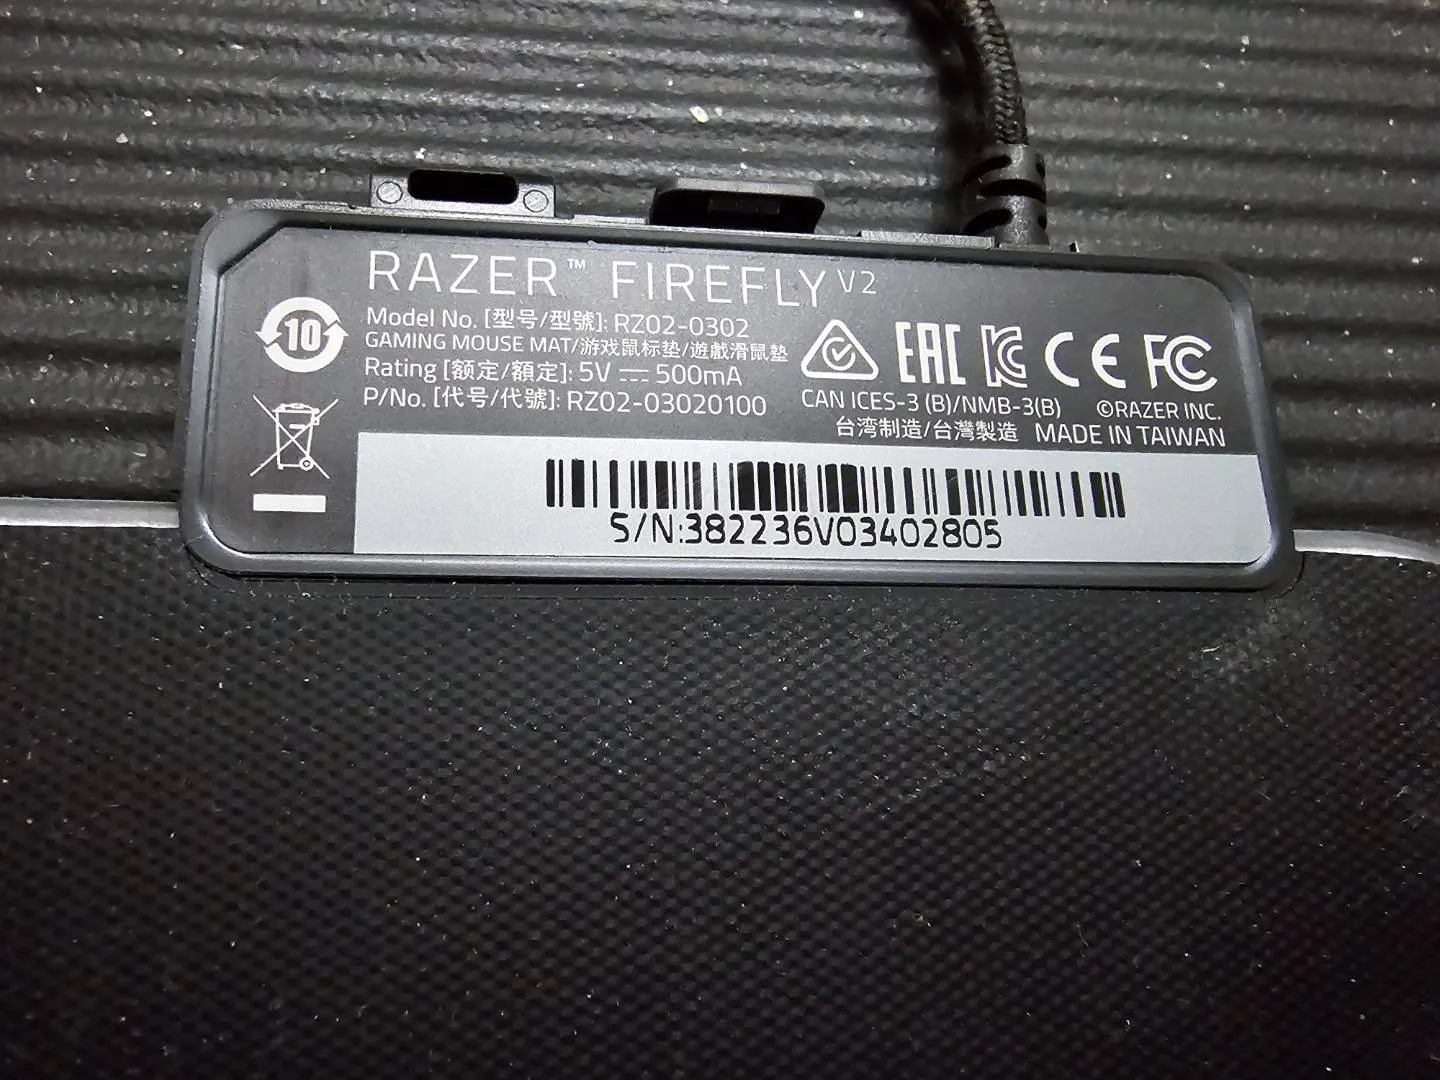 RAZER™ FIREFLY V2
10
Model No. [型号/型號]: RZ02-0302
GAMING MOUSE MAT/游戏鼠标垫/遊戲滑鼠墊
Rating [额定/額定]: 5V ⎓ 500mA
P/No. [代号/代號]: RZ02-03020100
EAC KC CE FC
CAN ICES-3 (B)/NMB-3(B) ©RAZER INC.
台湾制造/台灣製造 MADE IN TAIWAN
S/N:382236V03402805